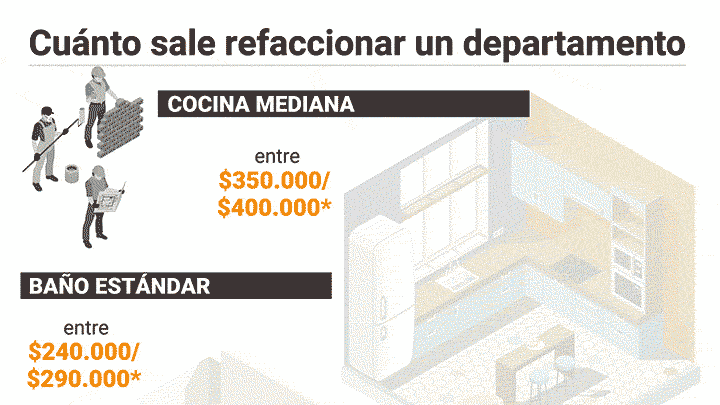 Cuánto sale refaccionar un departamento
COCINA MEDIANA
entre
$350.000/
$400.000*
BAÑO ESTÁNDAR
entre
$240.000/
$290.000*